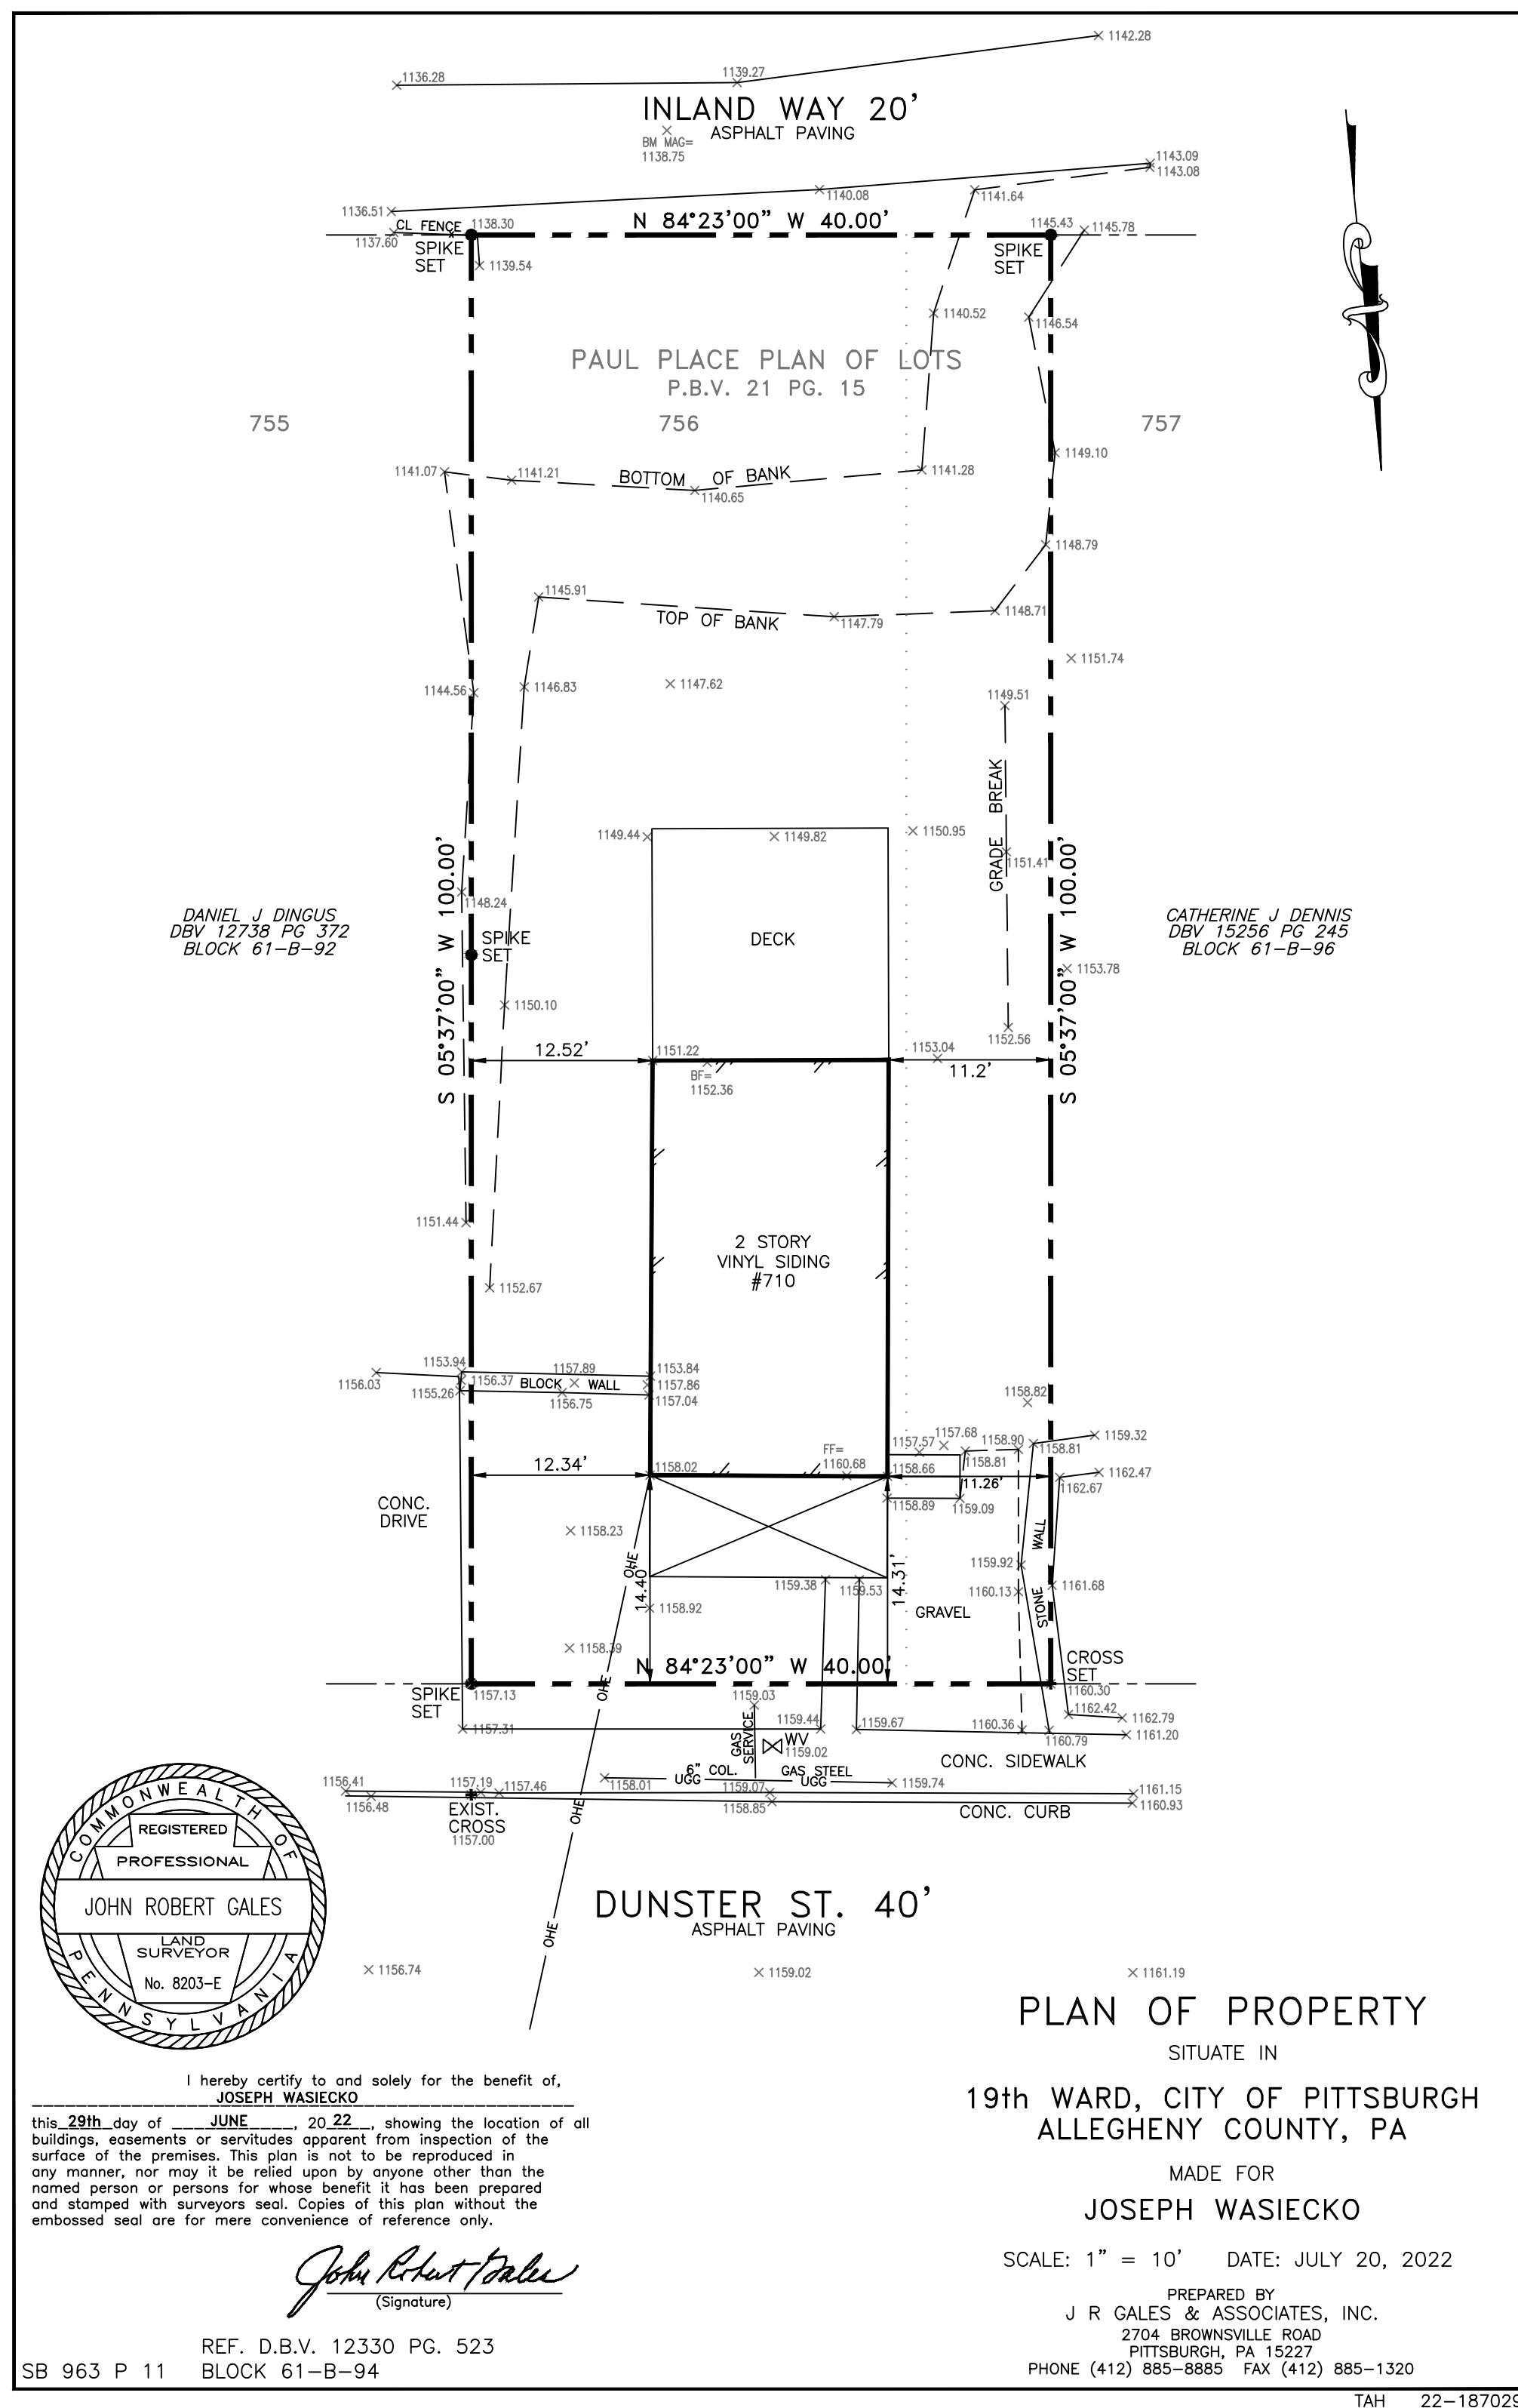 1142.28
1139.27
1136.28
INLAND WAY 20'
ASPHALT PAVING
BM MAG=
1138.75
1143.09
1143.08
1140.08
1141.64
1136.51
CL FENCE
1138.30
N 84°23'00" W 40.00'
1145.43
1145.78
1137.60
SPIKE
SET
SPIKE
SET
1139.54
1140.52
1146.54
PAUL PLACE PLAN OF LOTS
P.B.V. 21 PG. 15
755
756
757
1149.10
1141.07
1141.21
BOTTOM OF BANK
1141.28
1140.65
1148.79
1145.91
TOP OF BANK
1147.79
1148.71
1151.74
1144.56
1146.83
1147.62
1149.51
GRADE BREAK
1149.44
1149.82
1150.95
1151.41
S 05°37'00" W 100.00'
S 05°37'00" W 100.00'
1148.24
DANIEL J DINGUS
DBV 12738 PG 372
BLOCK 61-B-92
SPIKE
SET
DECK
CATHERINE J DENNIS
DBV 15256 PG 245
BLOCK 61-B-96
1153.78
1150.10
1152.56
12.52'
1151.22
1153.04
11.2'
BF=
1152.36
1151.44
2 STORY
VINYL SIDING
#710
1152.67
1153.94
1157.89
1153.84
1156.03
1156.37
BLOCK WALL
1157.86
1155.26
1156.75
1157.04
1158.82
1157.68
1157.57
1158.90
1159.32
1158.81
FF=
1160.68
1158.81
12.34'
1158.02
1158.66
11.26'
1162.47
1162.67
1158.89
1159.09
CONC.
DRIVE
1158.23
OHE
STONE WALL
1159.92
14.40'
14.31'
1159.38
1159.53
1160.13
1161.68
1158.92
GRAVEL
1158.39
N 84°23'00" W 40.00'
CROSS
SET
1160.30
OHE
SPIKE
SET
1157.13
1159.03
1162.42
1162.79
1157.31
1159.44
1159.67
1160.36
1160.79
1161.20
GAS
SERVICE
WV
1159.02
CONC. SIDEWALK
6" COL. GAS STEEL
UGG
UGG
1156.41
1157.19
1157.46
1158.01
1159.07
1159.74
1161.15
1156.48
1158.85
1160.93
EXIST.
CROSS
1157.00
OHE
CONC. CURB
DUNSTER ST. 40'
ASPHALT PAVING
OHE
1156.74
1159.02
1161.19
COMMONWEALTH OF
REGISTERED
PROFESSIONAL
JOHN ROBERT GALES
LAND
SURVEYOR
No. 8203-E
PENNSYLVANIA
I hereby certify to and solely for the benefit of,
JOSEPH WASIECKO
this 29th day of JUNE, 20 22, showing the location of all
buildings, easements or servitudes apparent from inspection of the
surface of the premises. This plan is not to be reproduced in
any manner, nor may it be relied upon by anyone other than the
named person or persons for whose benefit it has been prepared
and stamped with surveyors seal. Copies of this plan without the
embossed seal are for mere convenience of reference only.
John Robert Gales
(Signature)
REF. D.B.V. 12330 PG. 523
SB 963 P 11 BLOCK 61-B-94
PLAN OF PROPERTY
SITUATE IN
19th WARD, CITY OF PITTSBURGH
ALLEGHENY COUNTY, PA
MADE FOR
JOSEPH WASIECKO
SCALE: 1" = 10' DATE: JULY 20, 2022
PREPARED BY
J R GALES & ASSOCIATES, INC.
2704 BROWNSVILLE ROAD
PITTSBURGH, PA 15227
PHONE (412) 885-8885 FAX (412) 885-1320
TAH 22-187029